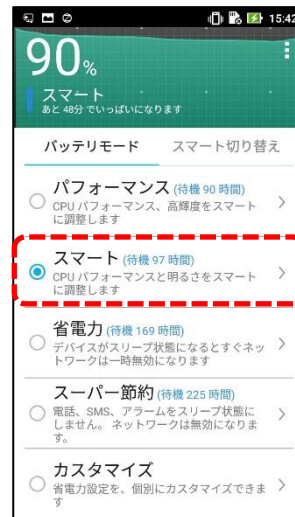 15:42
90%
スマート
あと 48分 でいっぱいになります
バッテリモード スマート切り替え
パフォーマンス (待機 90 時間)
CPU パフォーマンス、高輝度をスマート
に調整します
スマート (待機 97 時間)
CPU パフォーマンスと明るさをスマート
に調整します
省電力 (待機 169 時間)
デバイスがスリープ状態になるとすぐネッ
トワークは一時無効になります
スーパー節約 (待機 225 時間)
電話、SMS、アラームをスリープ状態に
しません。 ネットワークは無効になりま
す。
カスタマイズ
省電力設定を、個別にカスタマイズできま
す